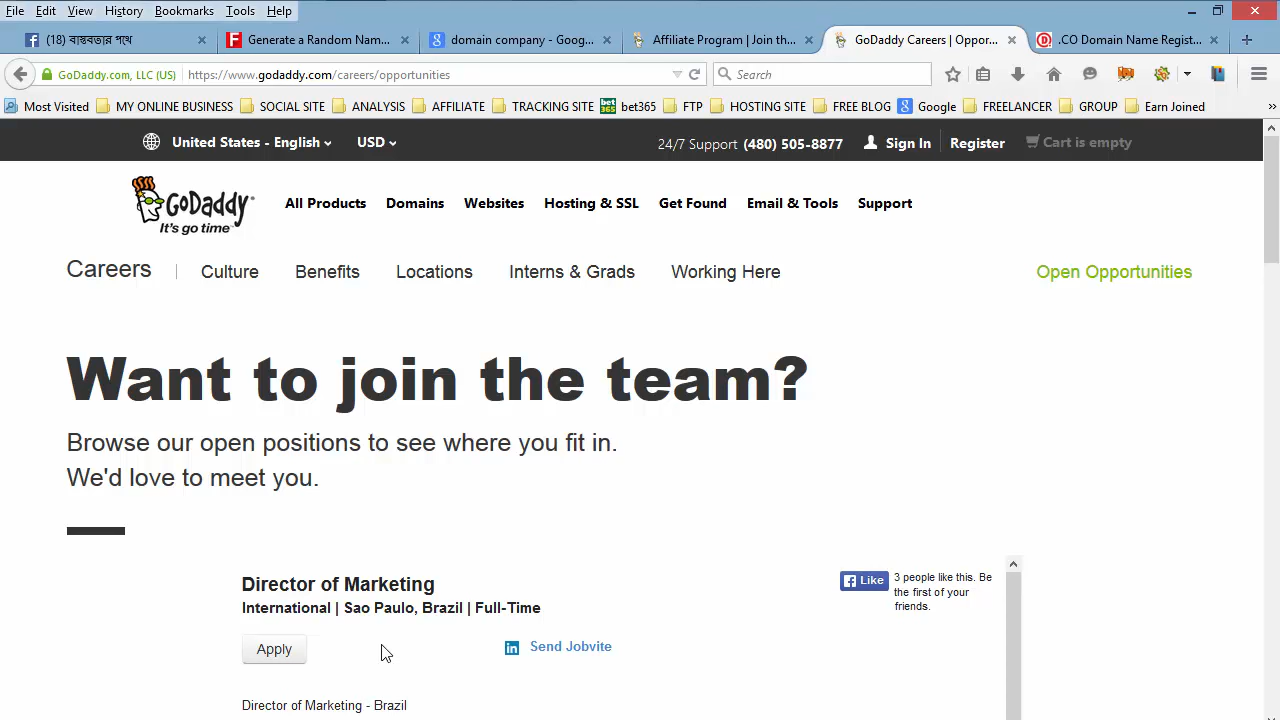 File Edit View History Bookmarks Tools Help
(18) বাস্তবতার পথে
Generate a Random Nam...
domain company - Goog...
Affiliate Program | Join th...
GoDaddy Careers | Oppor...
.CO Domain Name Regist...
GoDaddy.com, LLC (US) https://www.godaddy.com/careers/opportunities Search
Most Visited MY ONLINE BUSINESS SOCIAL SITE ANALYSIS AFFILIATE TRACKING SITE bet365 bet365 FTP HOSTING SITE FREE BLOG Google FREELANCER GROUP Earn Joined
United States - English USD 24/7 Support (480) 505-8877 Sign In Register Cart is empty
GoDaddy
It's go time
All Products Domains Websites Hosting & SSL Get Found Email & Tools Support
Careers | Culture Benefits Locations Interns & Grads Working Here Open Opportunities
Want to join the team?
Browse our open positions to see where you fit in.
We'd love to meet you.
Director of Marketing
International | Sao Paulo, Brazil | Full-Time
Like 3 people like this. Be
the first of your
friends.
Apply in Send Jobvite
Director of Marketing - Brazil